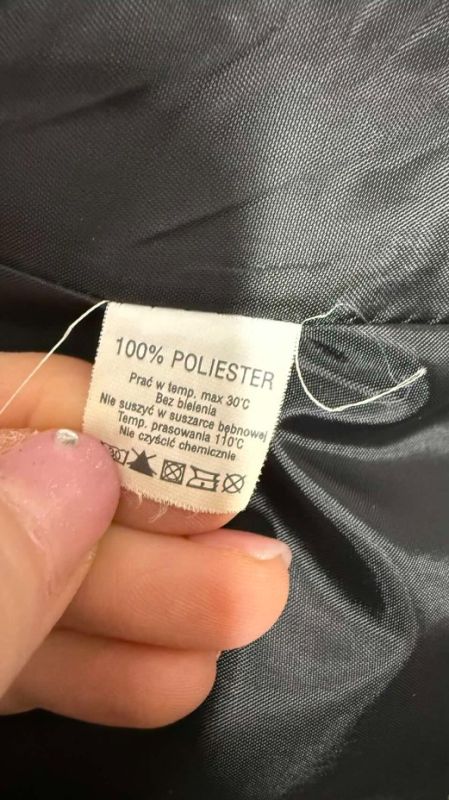 100% POLIESTER
Prać w temp. max 30°C
Bez bielenia
Nie suszyć w suszarce bębnowej
Temp. prasowania 110°C
Nie czyścić chemicznie